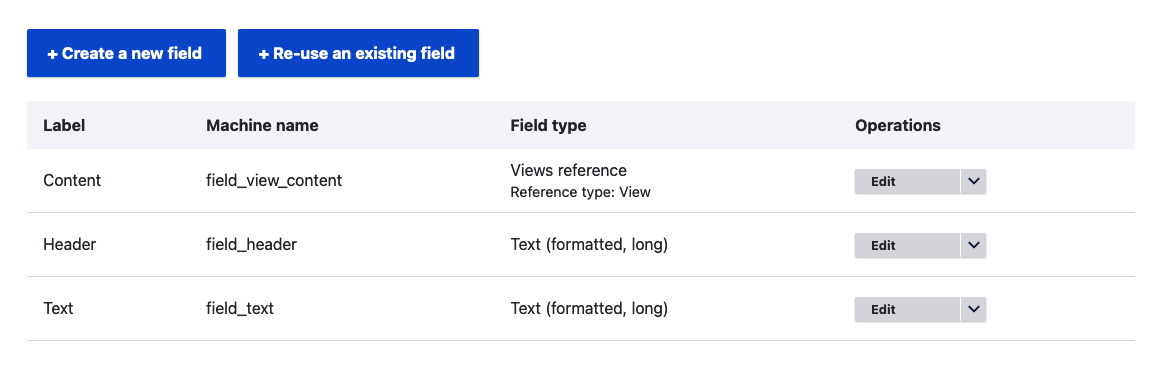 + Create a new field + Re-use an existing field
Label Machine name Field type Operations
Content field_view_content Views reference Edit
Reference type: View
Header field_header Text (formatted, long) Edit
Text field_text Text (formatted, long) Edit